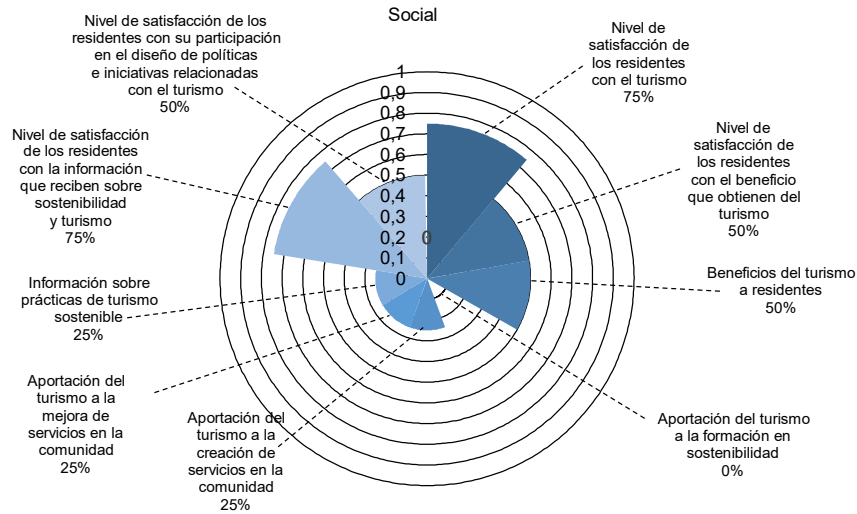 Social
Nivel de
satisfacción de
los residentes
con el turismo
75%
Nivel de
satisfacción de
los residentes
con el beneficio
que obtienen del
turismo
50%
Beneficios del turismo
a residentes
50%
Aportación del turismo
a la formación en
sostenibilidad
0%
Aportación del
turismo a la
creación de
servicios en la
comunidad
25%
Aportación del
turismo a la
mejora de
servicios en la
comunidad
25%
Información sobre
prácticas de turismo
sostenible
25%
Nivel de satisfacción
de los residentes
con la información
que reciben sobre
sostenibilidad
y turismo
75%
Nivel de satisfacción de los
residentes con su participación
en el diseño de políticas
e iniciativas relacionadas
con el turismo
50%
1
0,9
0,8
0,7
0,6
0,5
0,4
0,3
0,2
0,1
0
0